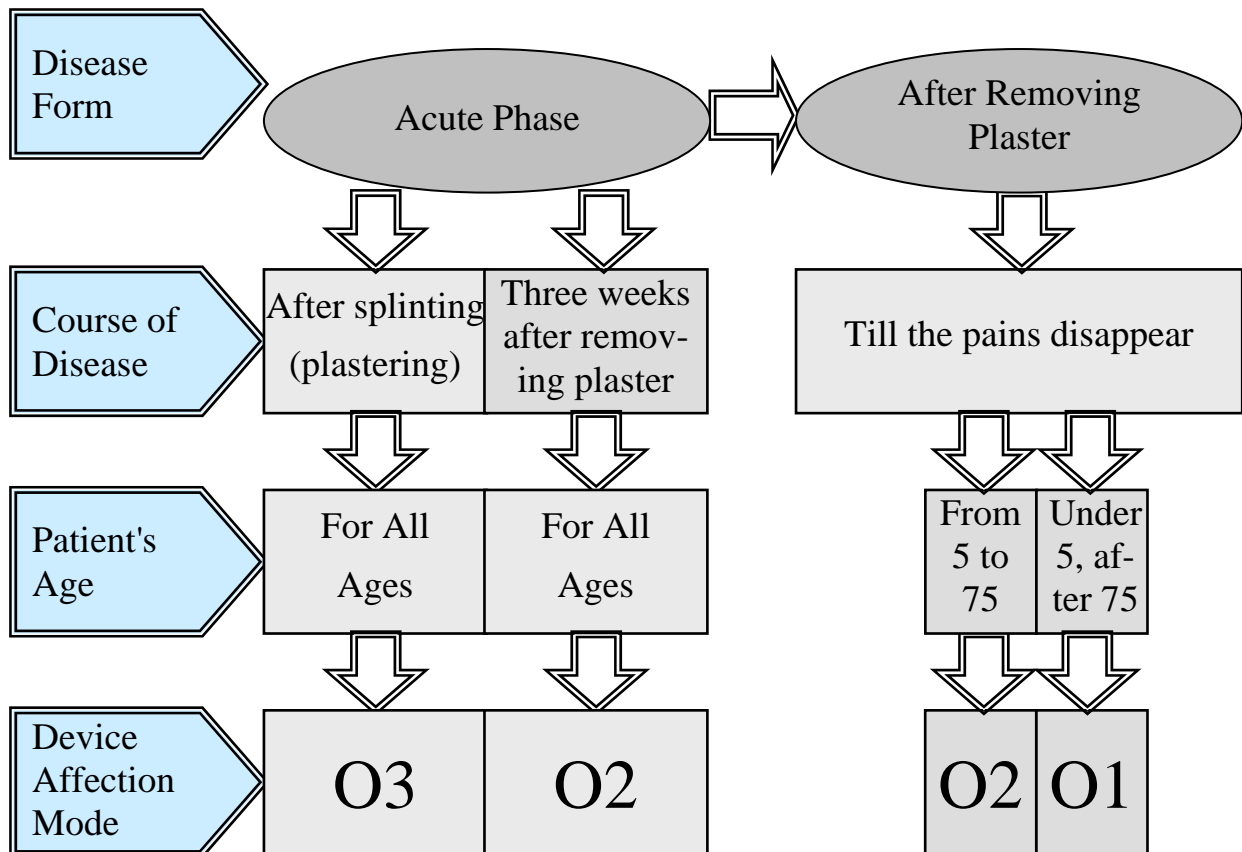 Disease
Form
Acute Phase
After Removing
Plaster
Course of
Disease
After splinting
(plastering)
Three weeks
after remov-
ing plaster
Till the pains disappear
Patient's
Age
For All
Ages
For All
Ages
From
5 to
75
Under
5, af-
ter 75
Device
Affection
Mode
O3
O2
O2
O1